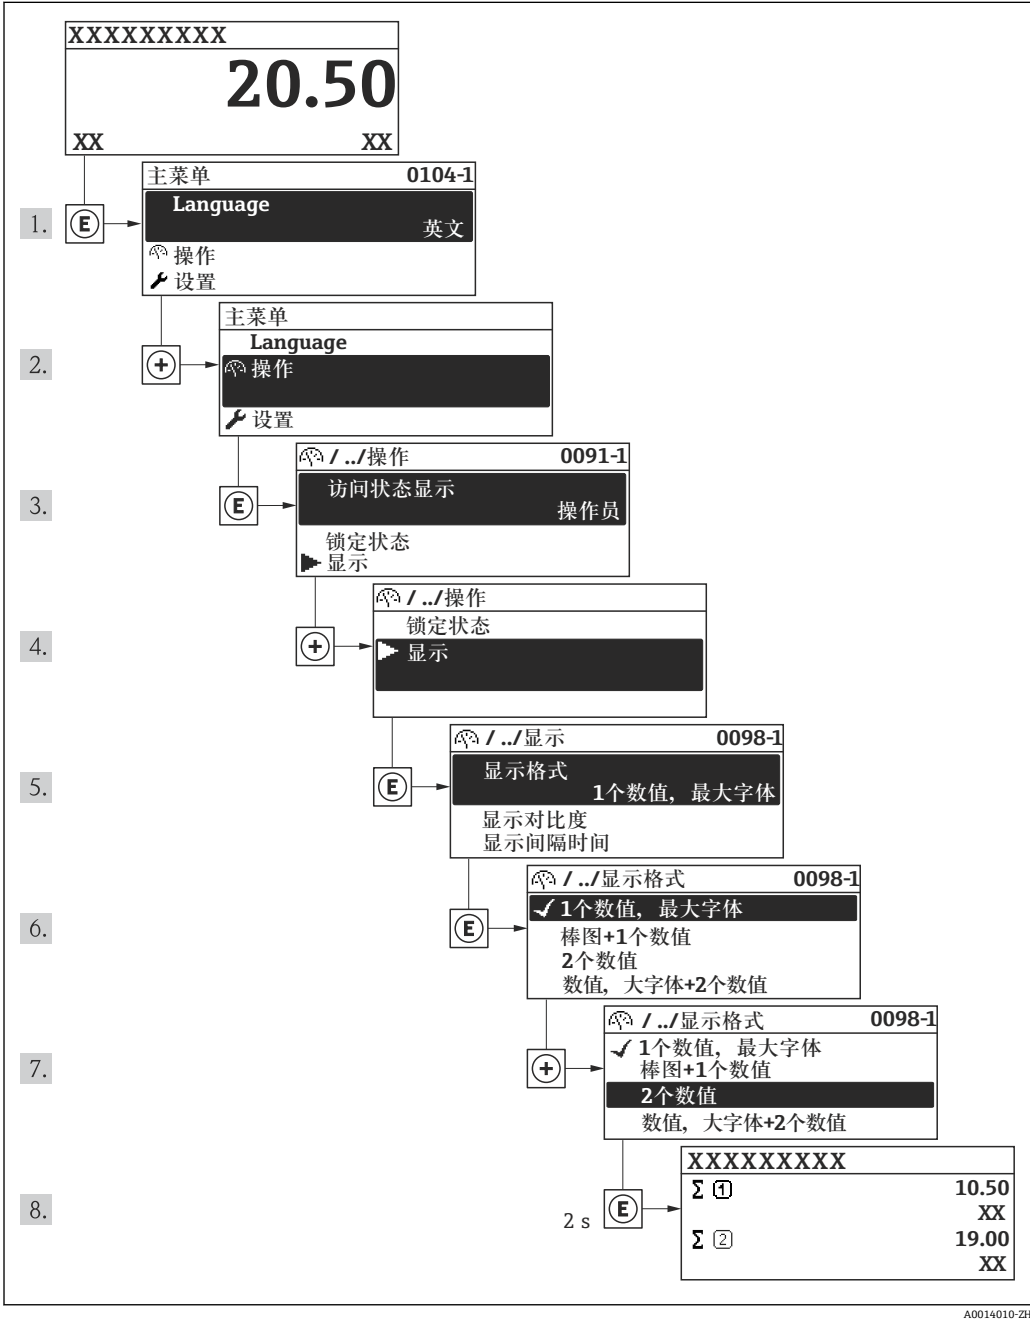 XXXXXXXXX
20.50
XX XX
主菜单 0104-1
Language
英文
操作
设置
1. E
主菜单
Language
操作
设置
2. +
/ ../操作 0091-1
访问状态显示
操作员
锁定状态
显示
3. E
/ ../操作
锁定状态
显示
4. +
/ ../显示 0098-1
显示格式
1个数值，最大字体
显示对比度
显示间隔时间
5. E
/ ../显示格式 0098-1
1个数值，最大字体
棒图+1个数值
2个数值
数值，大字体+2个数值
6. E
/ ../显示格式 0098-1
1个数值，最大字体
棒图+1个数值
2个数值
数值，大字体+2个数值
7. +
XXXXXXXXX
Σ 1 10.50
XX
Σ 2 19.00
XX
8. 2 s E
A0014010-ZH